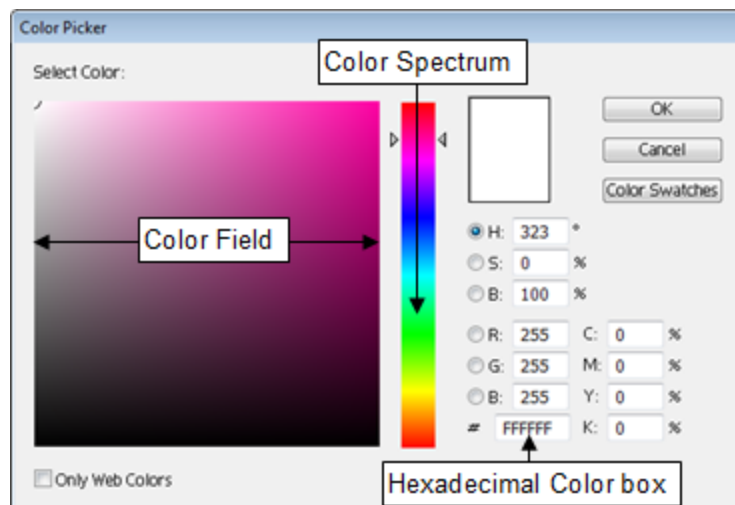 Color Picker
Select Color:
Color Spectrum
OK
Cancel
Color Swatches
Color Field
H: 323 °
S: 0 %
B: 100 %
R: 255 C: 0 %
G: 255 M: 0 %
B: 255 Y: 0 %
# FFFFFF K: 0 %
Only Web Colors
Hexadecimal Color box